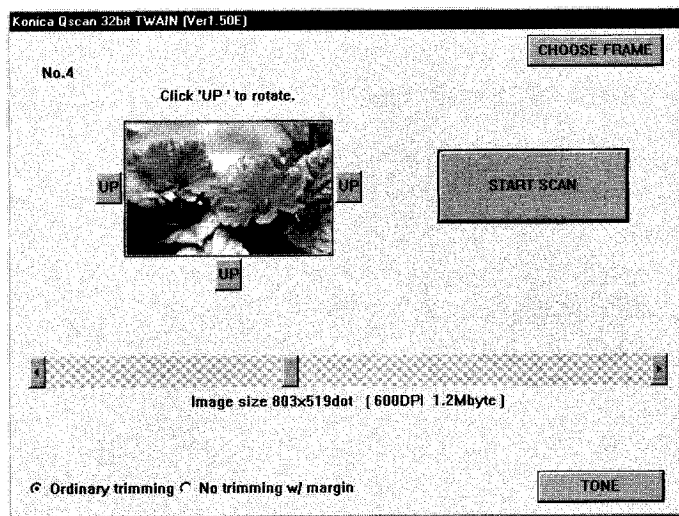 Konica Qscan 32bit TWAIN (Ver1.50E)
CHOOSE FRAME
No.4
Click 'UP ' to rotate.
UP
UP
START SCAN
UP
Image size 803x519dot ( 600DPI 1.2Mbyte )
Ordinary trimming
No trimming w/ margin
TONE